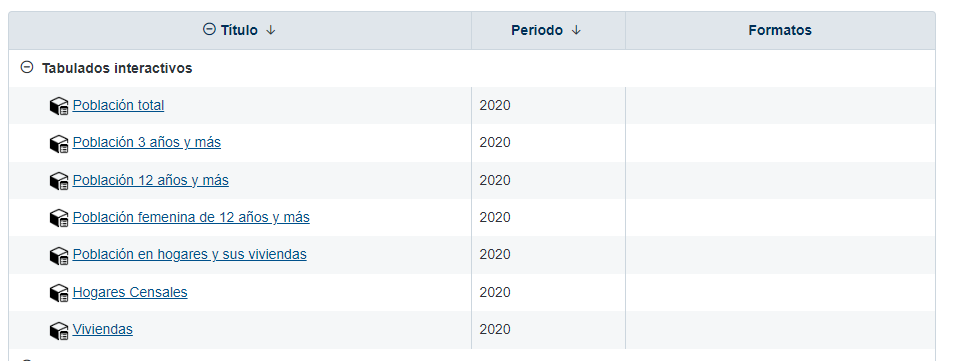 Título Periodo Formatos
Tabulados interactivos
Población total 2020
Población 3 años y más 2020
Población 12 años y más 2020
Población femenina de 12 años y más 2020
Población en hogares y sus viviendas 2020
Hogares Censales 2020
Viviendas 2020